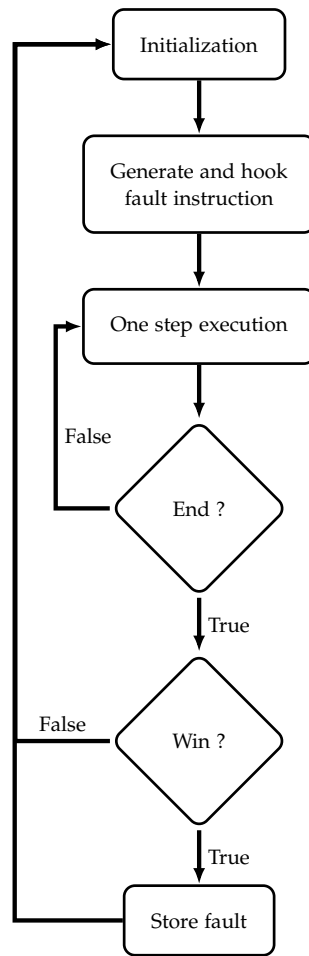 Initialization
Generate and hook
fault instruction
One step execution
False
End ?
True
False
Win ?
True
Store fault